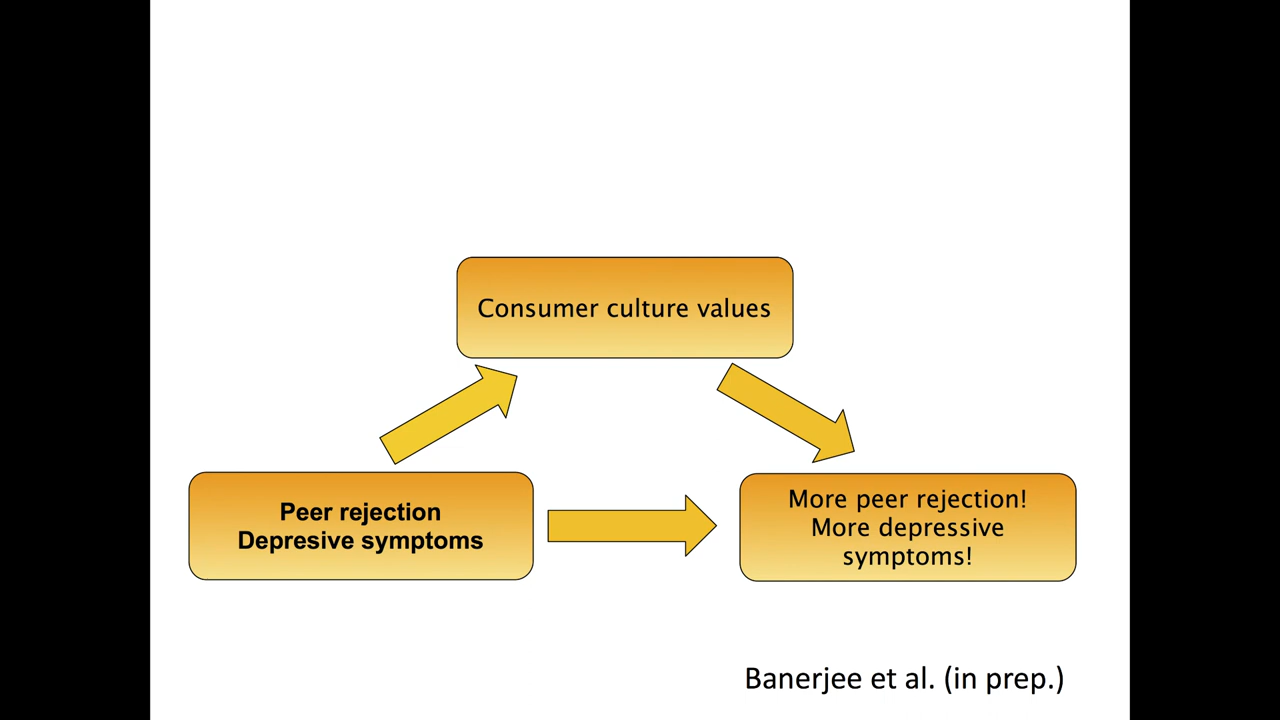 Consumer culture values
Peer rejection
Depresive symptoms
More peer rejection!
More depressive
symptoms!
Banerjee et al. (in prep.)